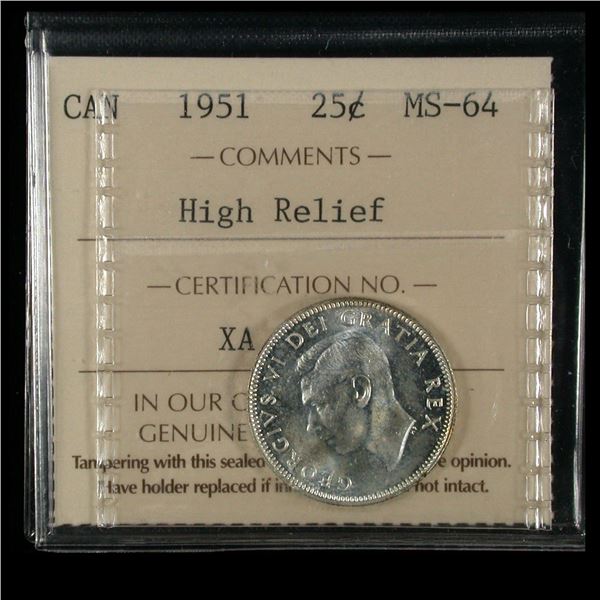 CAN 1951 25¢ MS-64
— COMMENTS —
High Relief
— CERTIFICATION NO. —
XA
IN OUR
GENUINE
Tampering with this sealed opinion.
Have holder replaced if not intact.
GEORGIVS VI DEI GRATIA REX